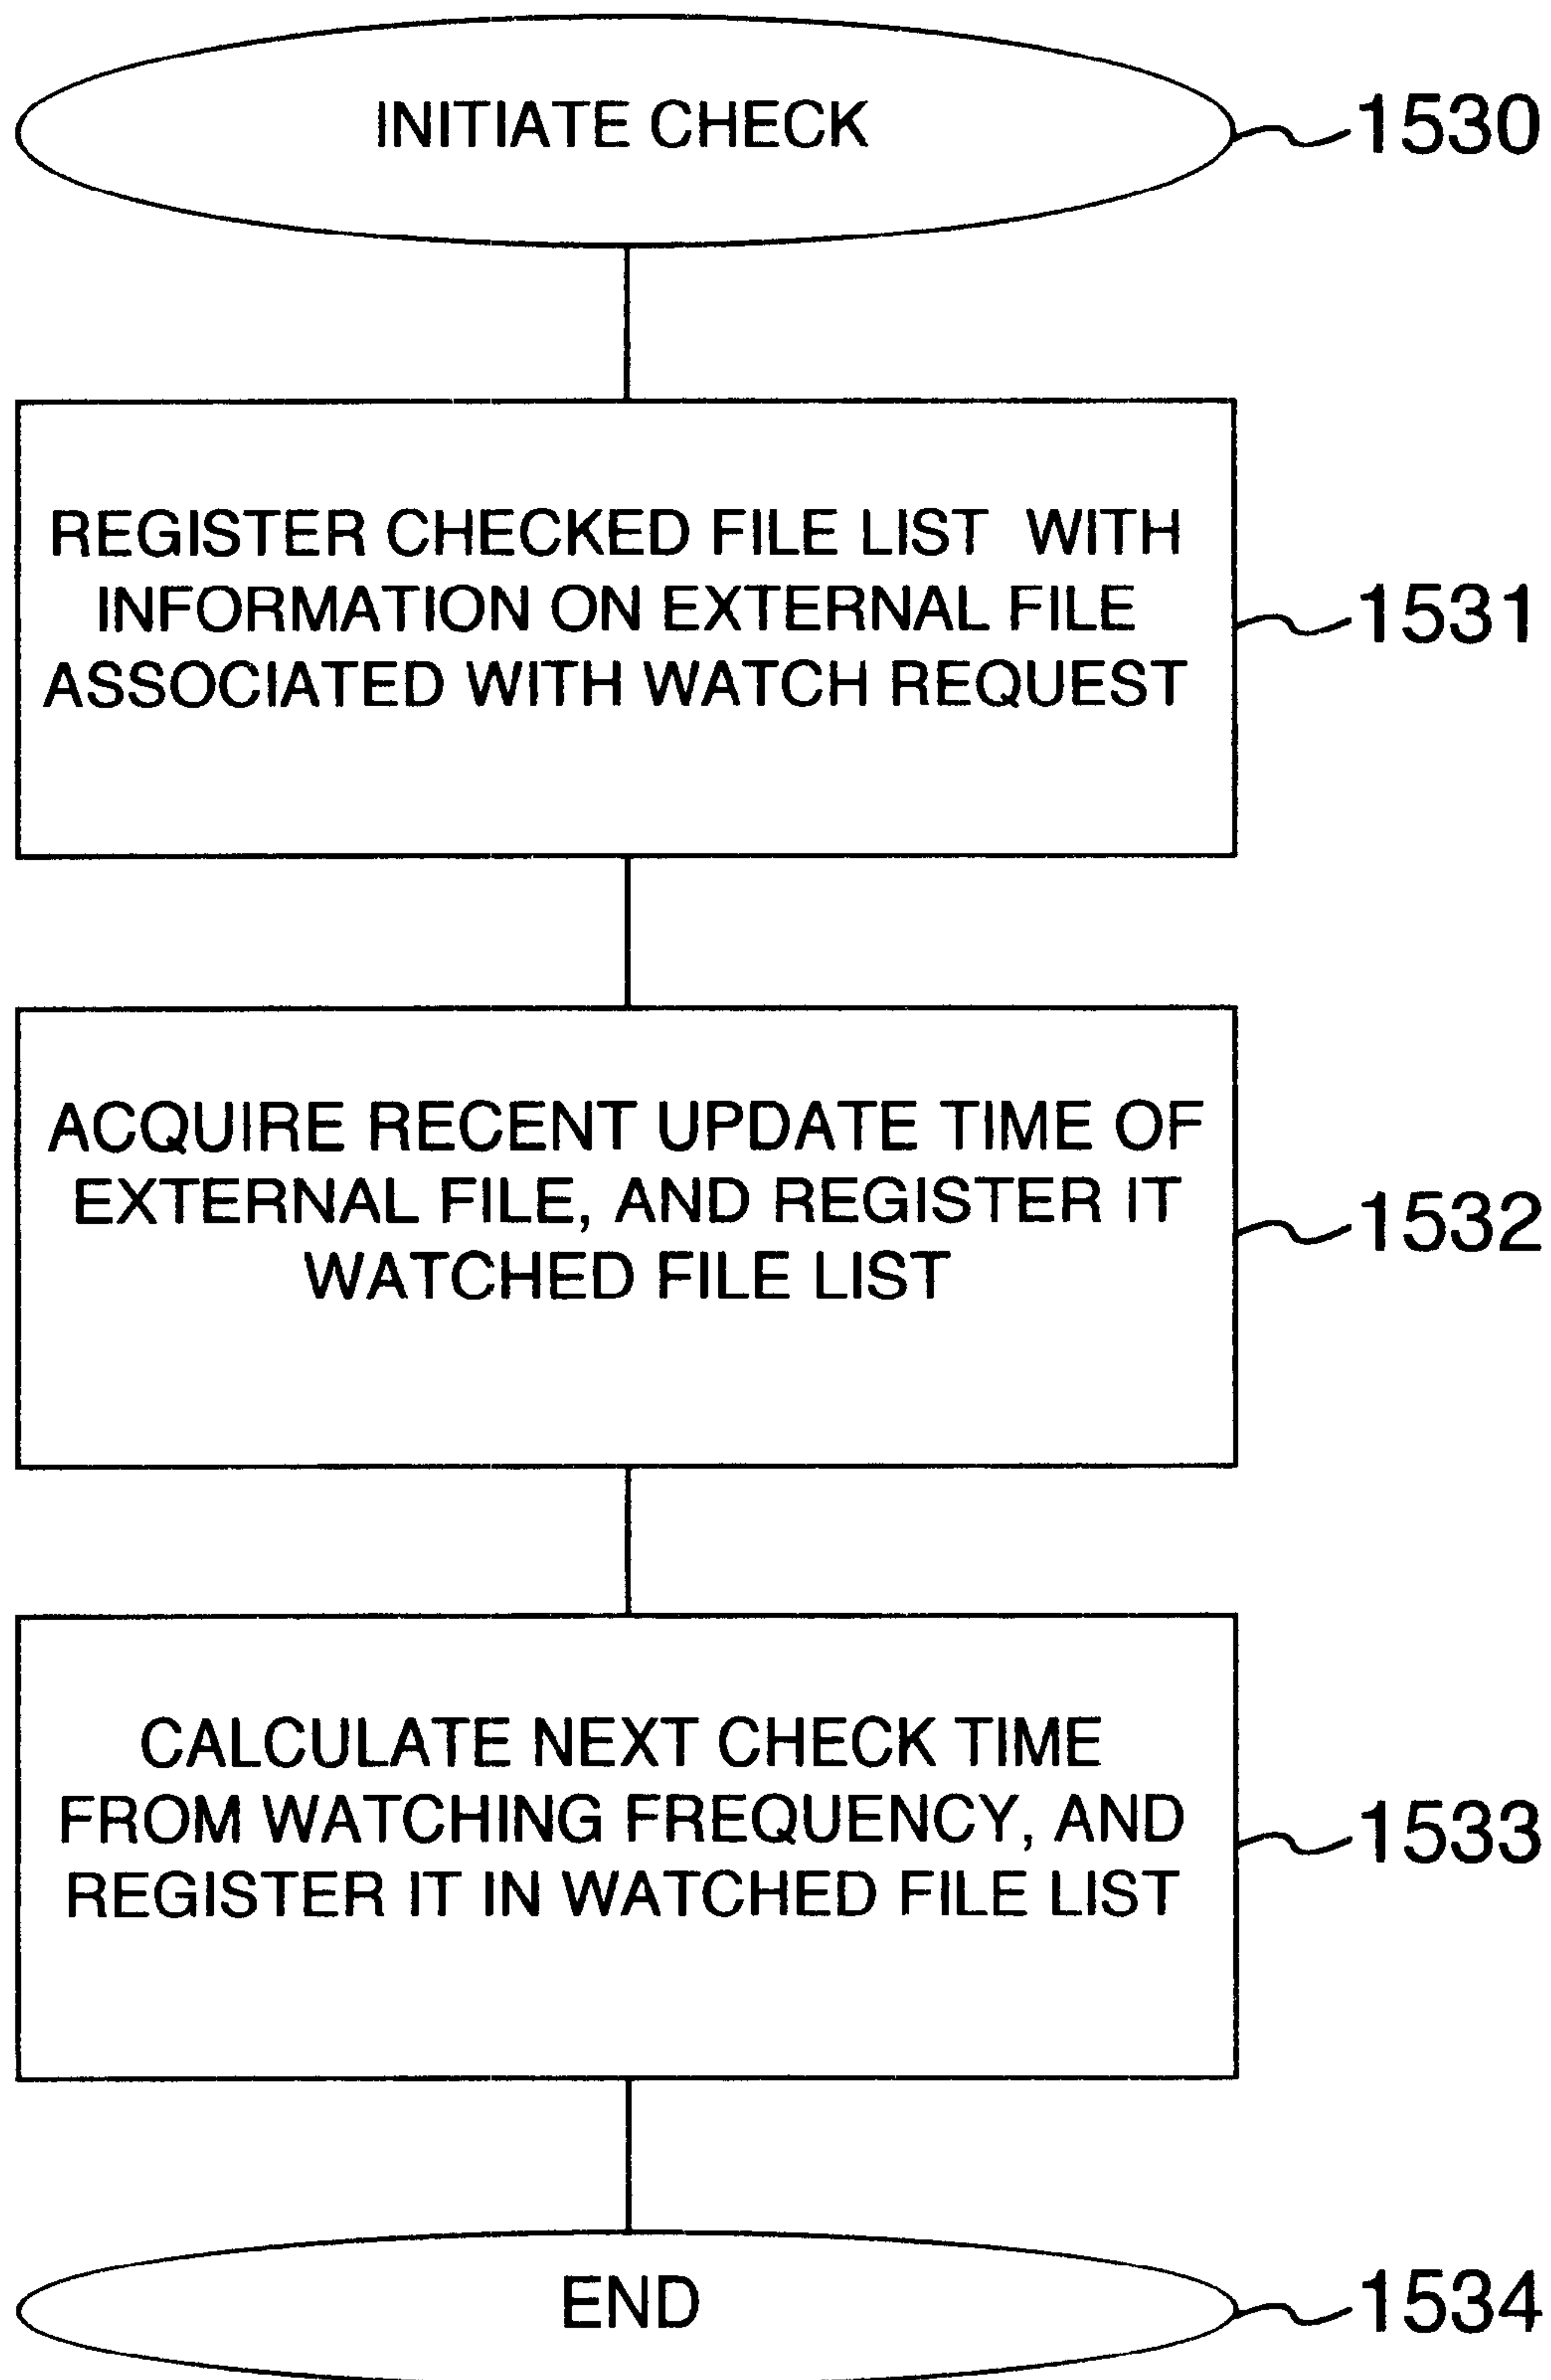 INITIATE CHECK
1530
REGISTER CHECKED FILE LIST WITH
INFORMATION ON EXTERNAL FILE
ASSOCIATED WITH WATCH REQUEST
1531
ACQUIRE RECENT UPDATE TIME OF
EXTERNAL FILE, AND REGISTER IT
WATCHED FILE LIST
1532
CALCULATE NEXT CHECK TIME
FROM WATCHING FREQUENCY, AND
REGISTER IT IN WATCHED FILE LIST
1533
END
1534